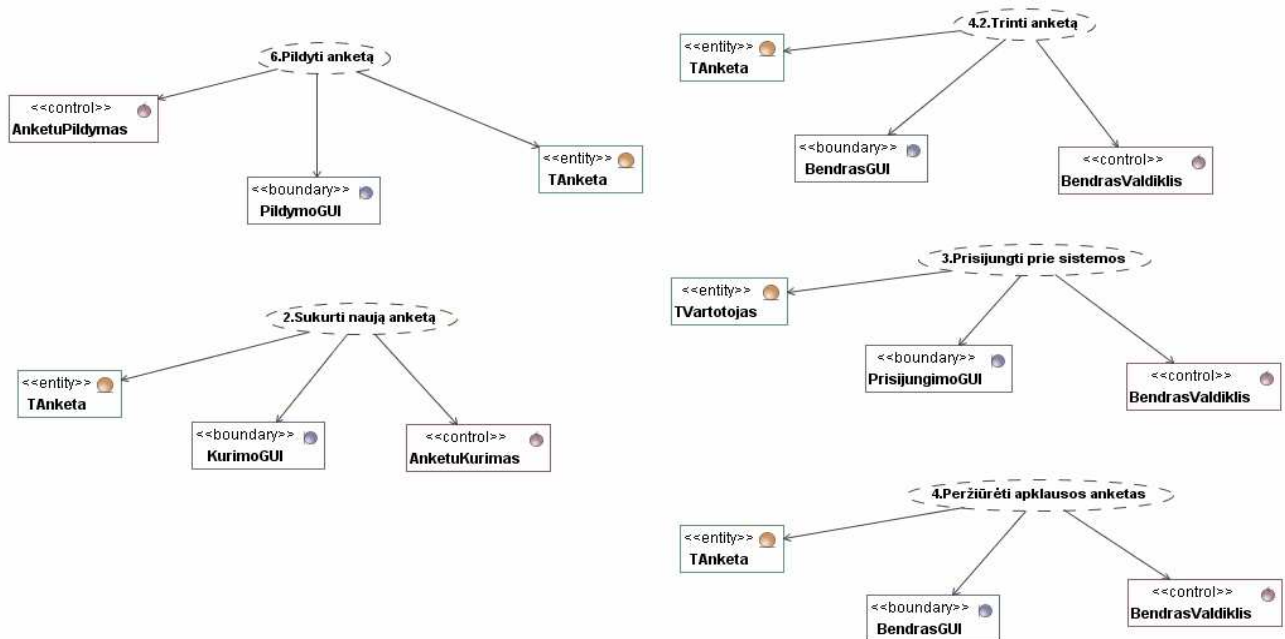 6.Pildyti anketą
<<control>>
AnketuPildymas
<<boundary>>
PildymoGUI
<<entity>>
TAnketa
2.Sukurti naują anketą
<<entity>>
TAnketa
<<boundary>>
KurimoGUI
<<control>>
AnketuKurimas
4.2.Trinti anketą
<<entity>>
TAnketa
<<boundary>>
BendrasGUI
<<control>>
BendrasValdiklis
3.Prisijungti prie sistemos
<<entity>>
TVartotojas
<<boundary>>
PrisijungimoGUI
<<control>>
BendrasValdiklis
4.Peržiūrėti apklausos anketas
<<entity>>
TAnketa
<<boundary>>
BendrasGUI
<<control>>
BendrasValdiklis